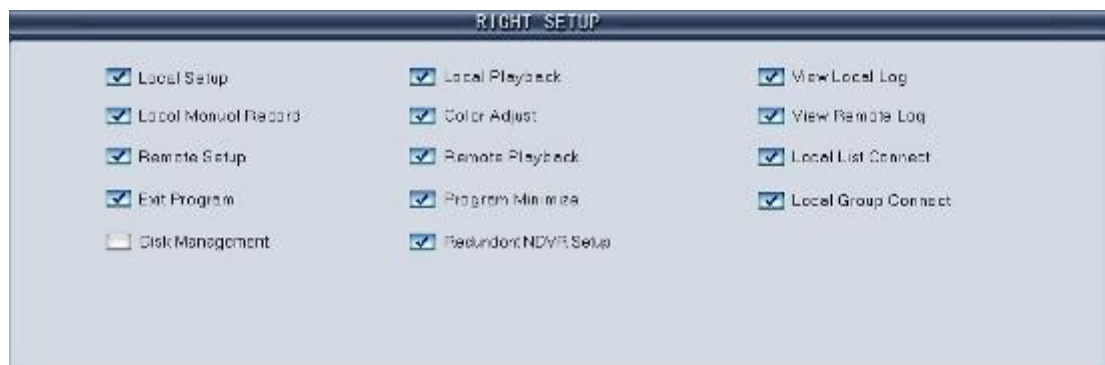 RIGHT SETUP
Local Setup Local Playback View Local Log
Local Manual Record Color Adjust View Remote Log
Remote Setup Remote Playback Local List Connect
Exit Program Program Minimize Local Group Connect
Disk Management Redundant NDVR Setup